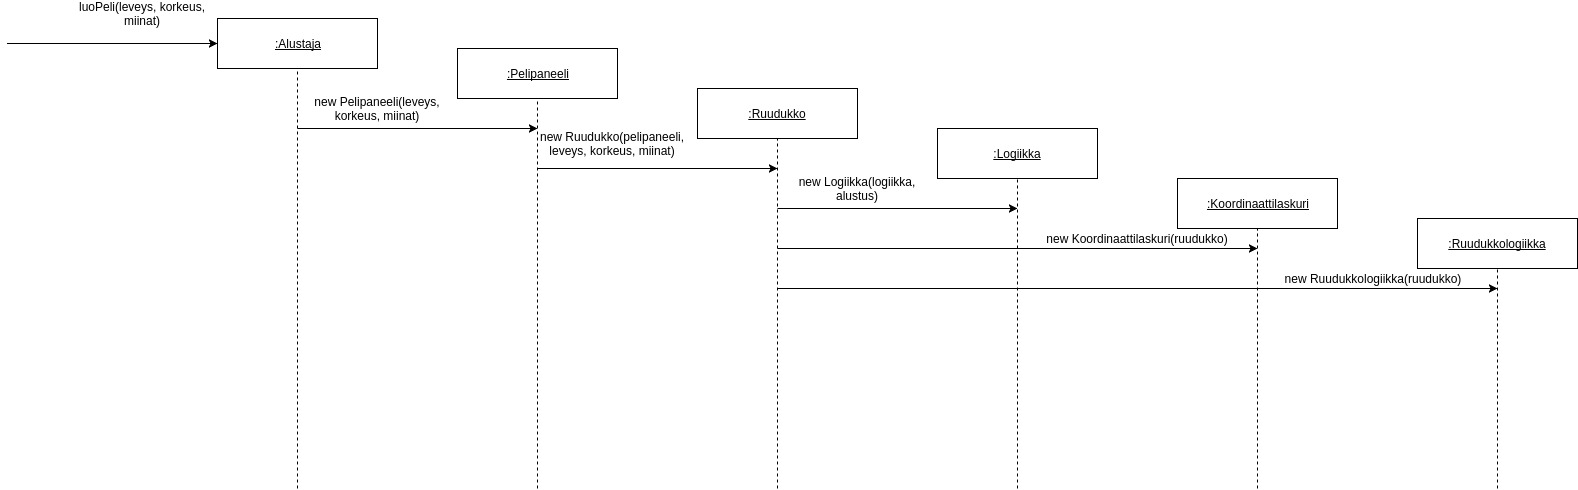 luoPeli(leveys, korkeus,
miinat)
:Alustaja
:Pelipaneeli
new Pelipaneeli(leveys,
korkeus, miinat)
:Ruudukko
new Ruudukko(pelipaneeli,
leveys, korkeus, miinat)
:Logiikka
new Logiikka(logiikka,
alustus)
:Koordinaattilaskuri
new Koordinaattilaskuri(ruudukko)
:Ruudukkologiikka
new Ruudukkologiikka(ruudukko)